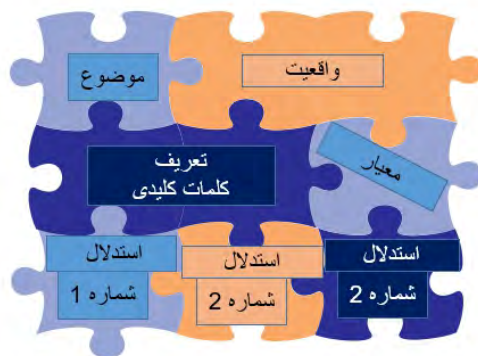 موضوع
واقعیت
تعریف
کلمات کلیدی
معیار
استدلال
شماره 1
استدلال
شماره 2
استدلال
شماره 2